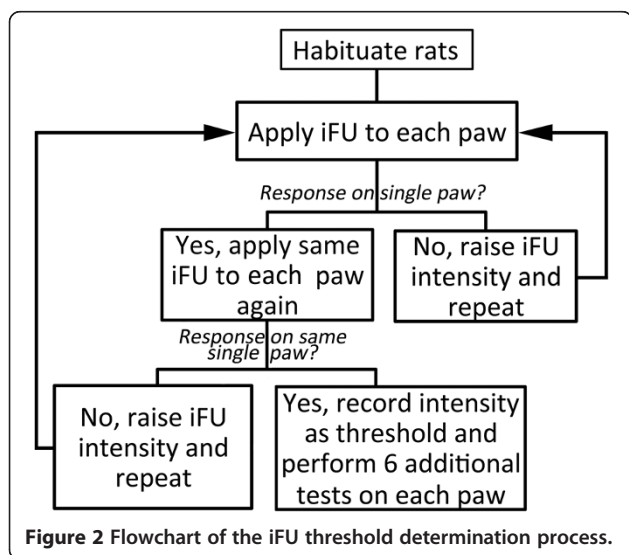 Habituate rats
Apply iFU to each paw
Response on single paw?
Yes, apply same
iFU to each paw
again
No, raise iFU
intensity and
repeat
Response on same
single paw?
No, raise iFU
intensity and
repeat
Yes, record intensity
as threshold and
perform 6 additional
tests on each paw
Figure 2 Flowchart of the iFU threshold determination process.